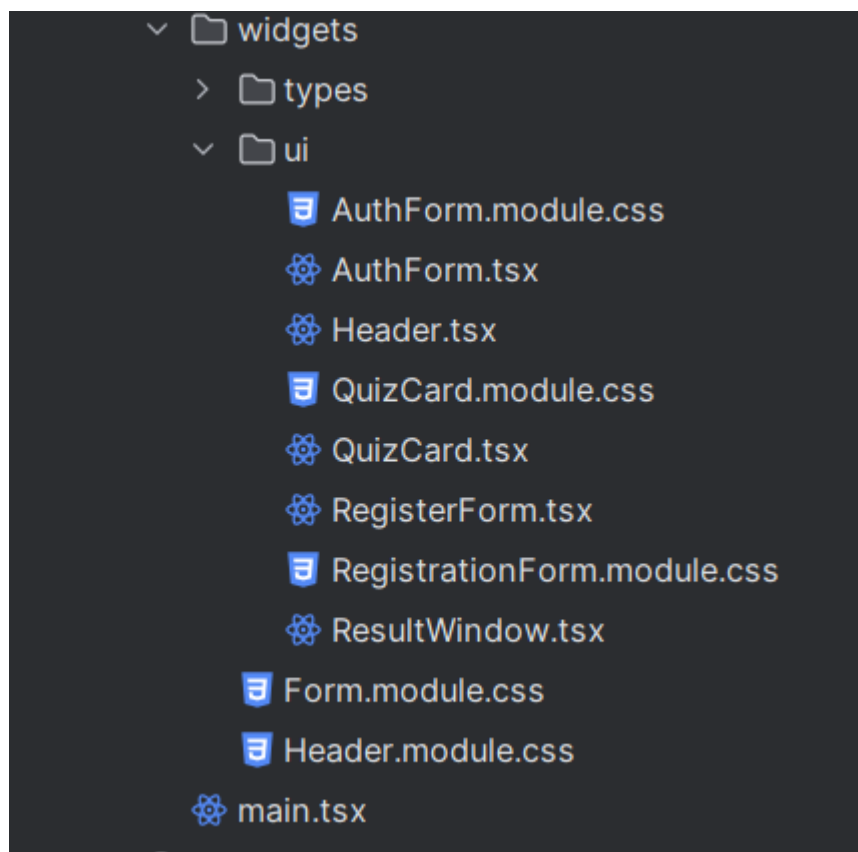 widgets
types
ui
AuthForm.module.css
AuthForm.tsx
Header.tsx
QuizCard.module.css
QuizCard.tsx
RegisterForm.tsx
RegistrationForm.module.css
ResultWindow.tsx
Form.module.css
Header.module.css
main.tsx